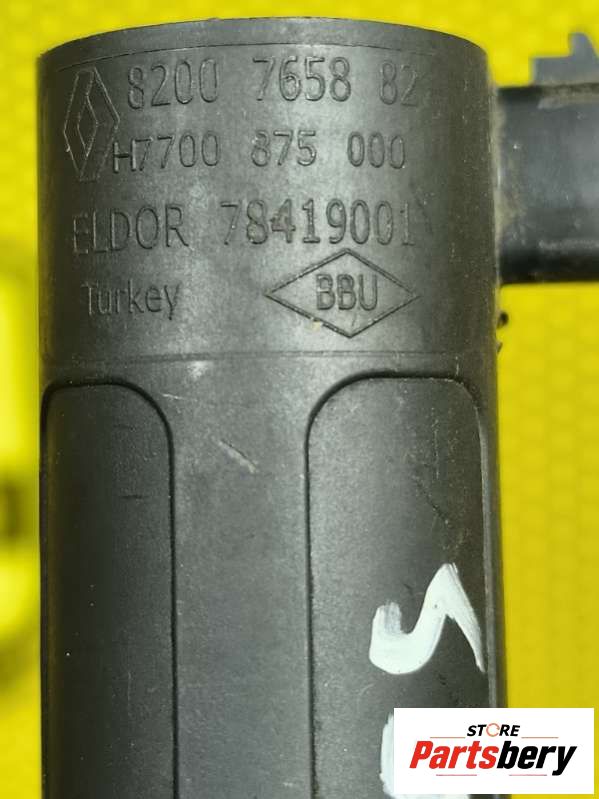 8200 7658 82
H7700 875 000
ELDOR 78419001
Turkey BBU
S
STORE
Partsbery